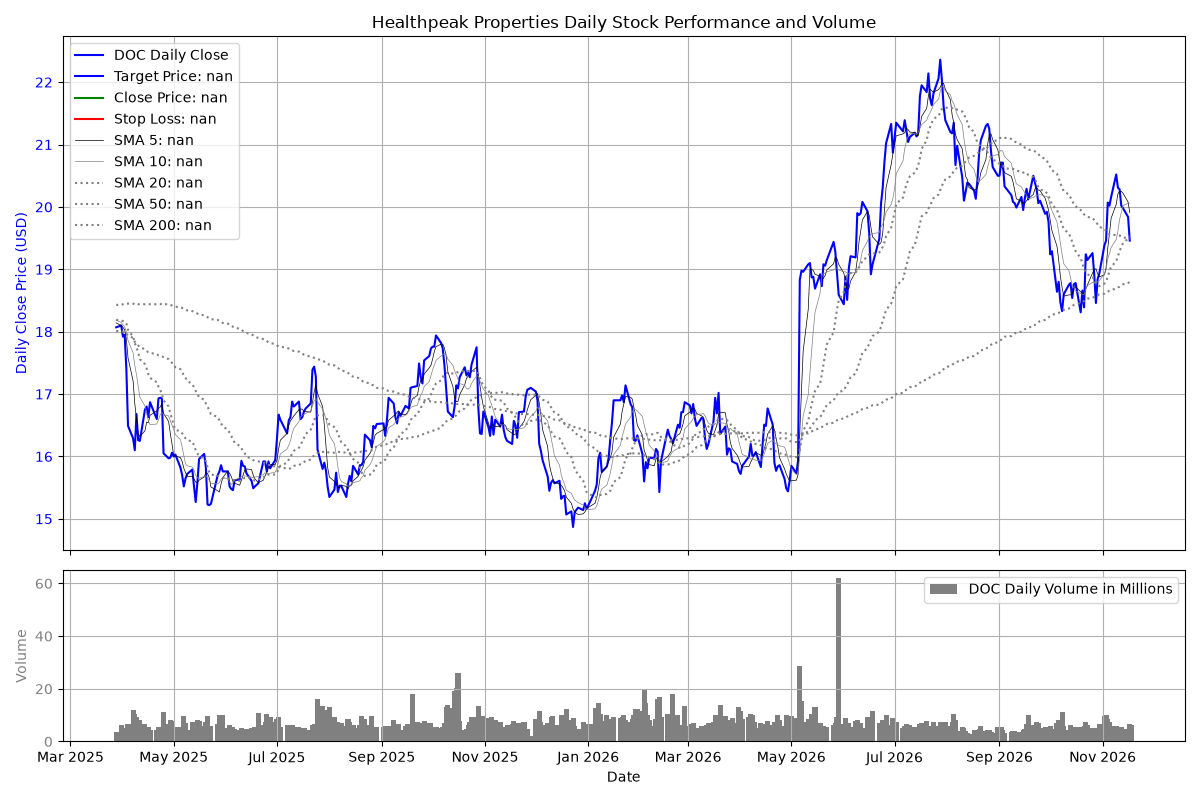 Healthpeak Properties Daily Stock Performance and Volume
DOC Daily Close
Target Price: nan
Close Price: nan
Stop Loss: nan
SMA 5: nan
SMA 10: nan
SMA 20: nan
SMA 50: nan
SMA 200: nan
Daily Close Price (USD)
22
21
20
19
18
17
16
15
DOC Daily Volume in Millions
Volume
60
40
20
0
Mar 2025 May 2025 Jul 2025 Sep 2025 Nov 2025 Jan 2026 Mar 2026 May 2026 Jul 2026 Sep 2026 Nov 2026
Date